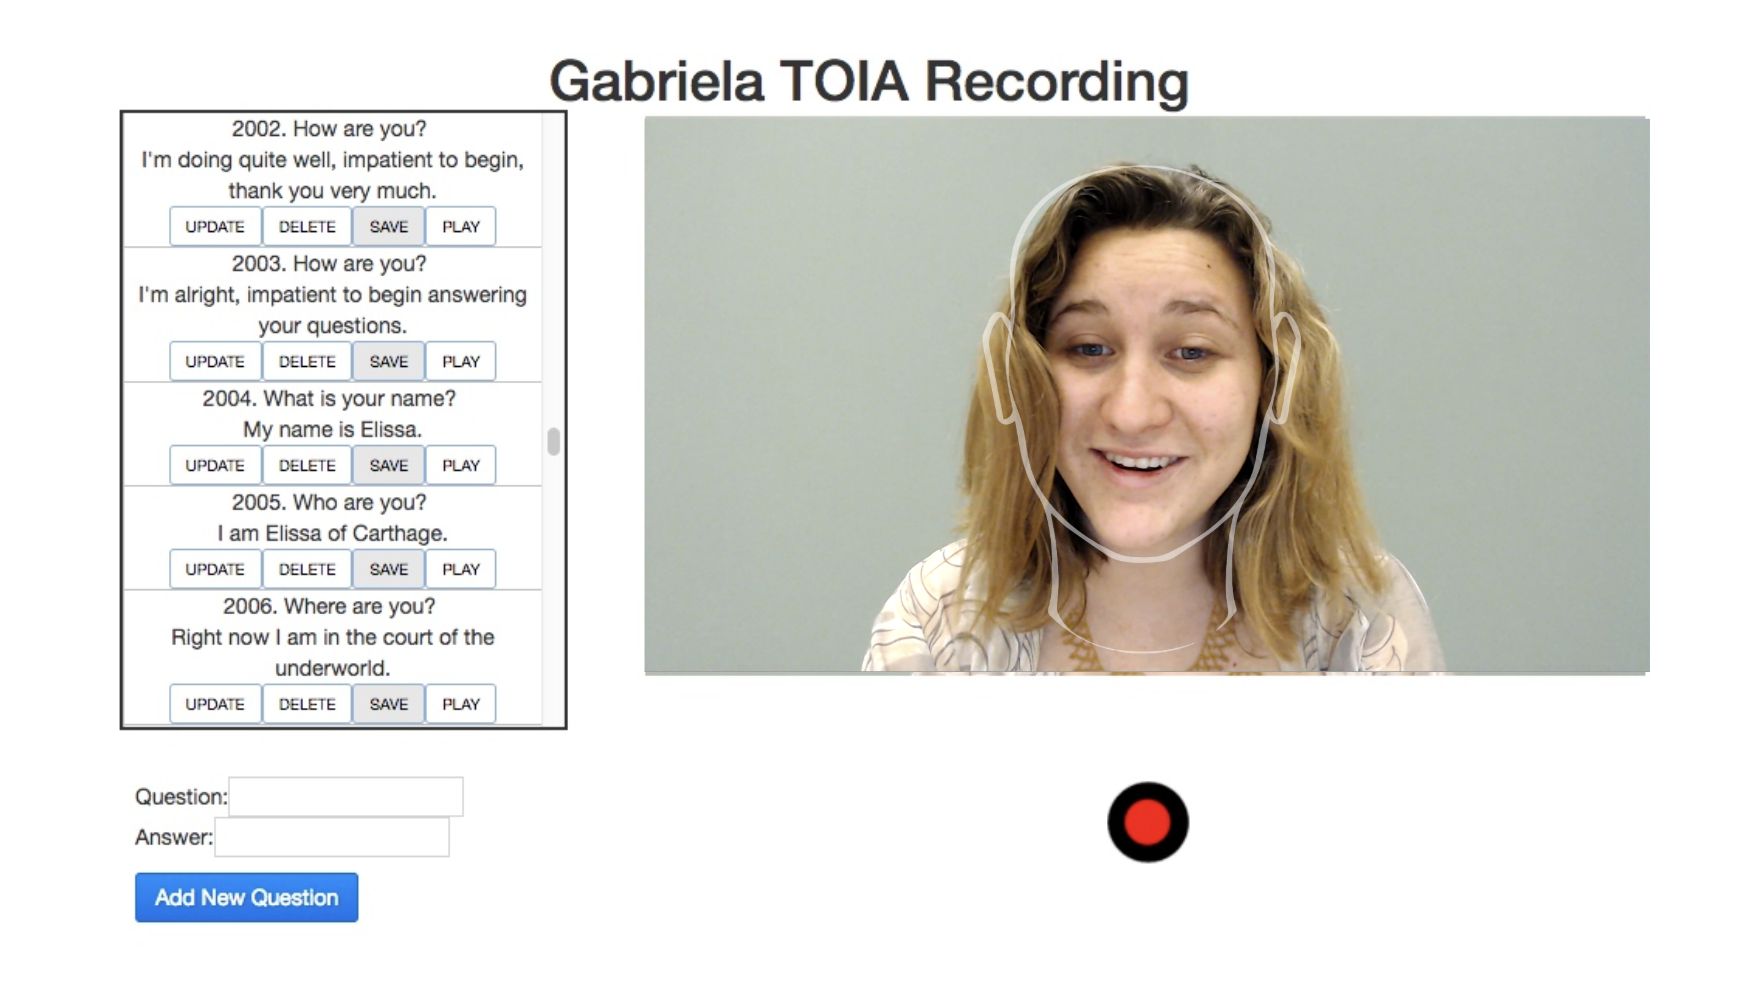 Gabriela TOIA Recording
2002. How are you?
I'm doing quite well, impatient to begin,
thank you very much.
UPDATE DELETE SAVE PLAY
2003. How are you?
I'm alright, impatient to begin answering
your questions.
UPDATE DELETE SAVE PLAY
2004. What is your name?
My name is Elissa.
UPDATE DELETE SAVE PLAY
2005. Who are you?
I am Elissa of Carthage.
UPDATE DELETE SAVE PLAY
2006. Where are you?
Right now I am in the court of the
underworld.
UPDATE DELETE SAVE PLAY
Question:
Answer:
Add New Question